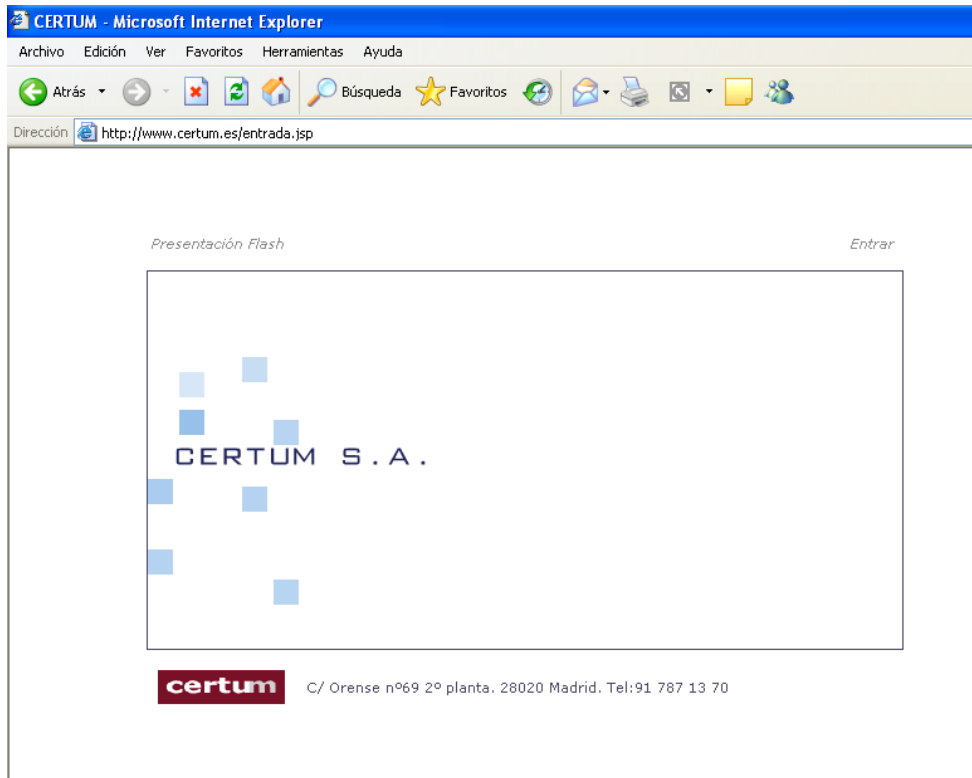 CERTUM - Microsoft Internet Explorer
Archivo Edición Ver Favoritos Herramientas Ayuda
Atrás Búsqueda Favoritos
Dirección http://www.certum.es/entrada.jsp
Presentación Flash Entrar
CERTUM S.A.
certum C/ Orense nº69 2º planta. 28020 Madrid. Tel:91 787 13 70